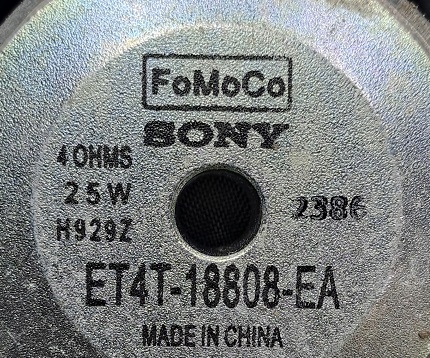 FoMoCo
SONY
4 OHMS
25W
H929Z
2386
ET4T-18808-EA
MADE IN CHINA